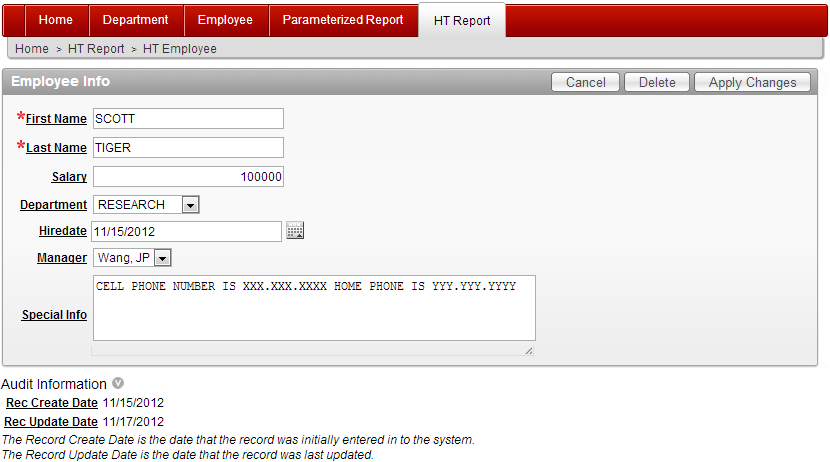 Home Department Employee Parameterized Report HT Report
Home > HT Report > HT Employee
Employee Info Cancel Delete Apply Changes
*First Name SCOTT
*Last Name TIGER
Salary 100000
Department RESEARCH
Hiredate 11/15/2012
Manager Wang, JP
Special Info CELL PHONE NUMBER IS XXX.XXX.XXXX HOME PHONE IS YYY.YYY.YYYY
Audit Information V
Rec Create Date 11/15/2012
Rec Update Date 11/17/2012
The Record Create Date is the date that the record was initially entered in to the system.
The Record Update Date is the date that the record was last updated.